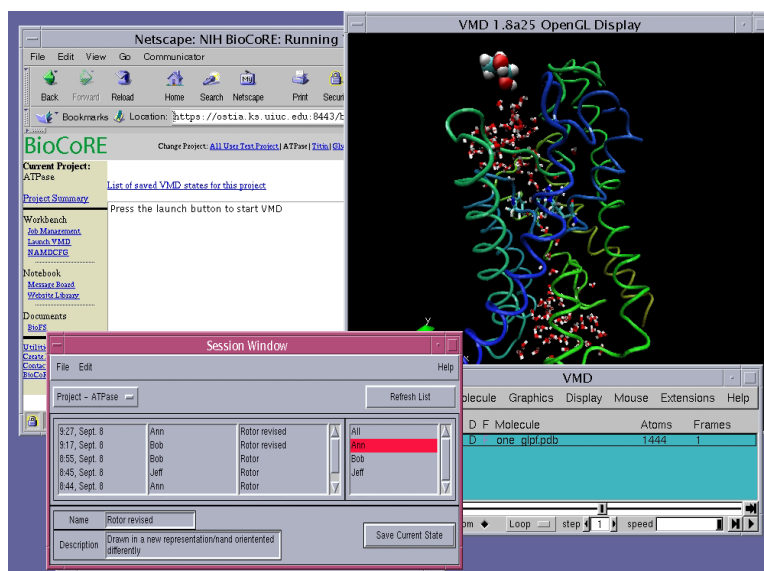 Netscape: NIH BioCoRE: Running
File Edit View Go Communicator
Back Forward Reload Home Search Netscape Print
Bookmarks Location: https://ostia.ks.uiuc.edu:8443/b
BioCoRE
Change Project: All User Test Project | ATPase | Titin |
Current Project:
ATPase
Project Summary
List of saved VMD states for this project
Press the launch button to start VMD
Workbench
Job Management
Launch VMD
NAMDCFG
Notebook
Message Board
Website Library
Documents
BioFS
VMD 1.8a25 OpenGL Display
y
x
Session Window
File Edit Help
Project - ATPase
Refresh List
9:27, Sept. 8 Ann Rotor revised
9:17, Sept. 8 Bob Rotor revised
8:55, Sept. 8 Bob Rotor
8:45, Sept. 8 Jeff Rotor
8:44, Sept. 8 Ann Rotor
All
Ann
Bob
Jeff
Name Rotor revised
Description Drawn in a new representation/nand orientented
differently
Save Current State
VMD
olecule Graphics Display Mouse Extensions Help
D F Molecule Atoms Frames
D F one_glpf.pdb 1444 1
om Loop step 1 speed